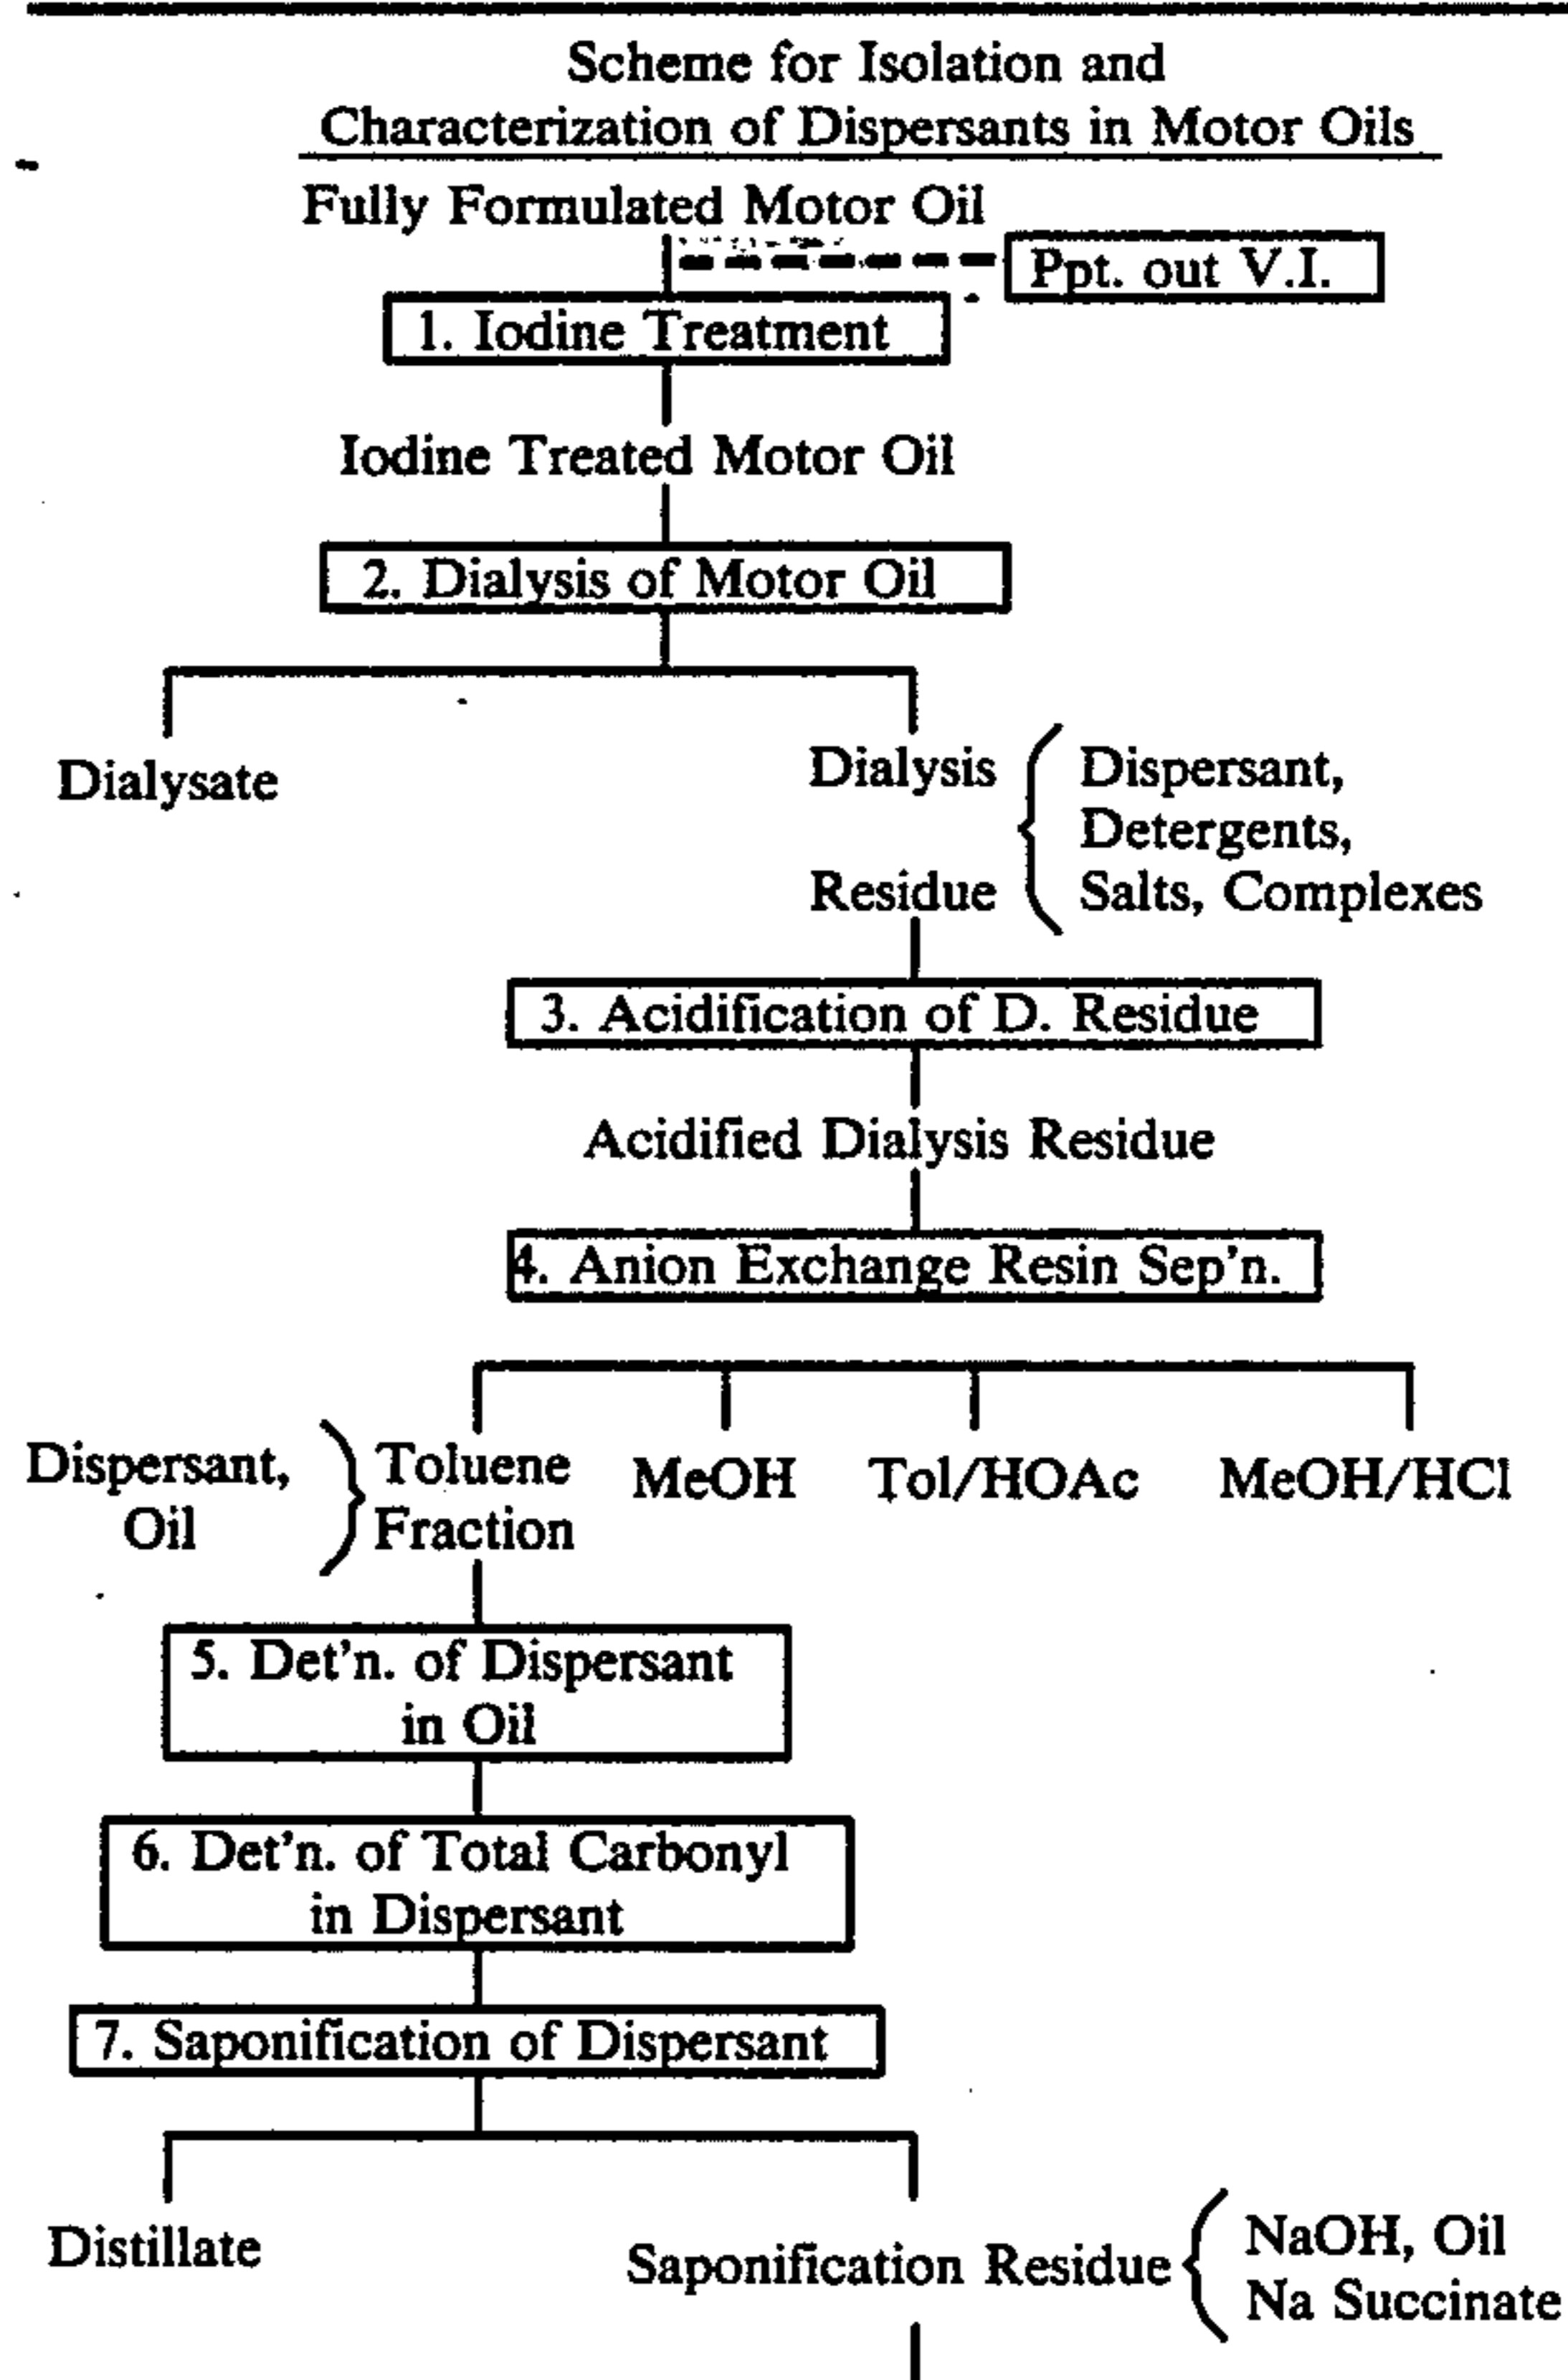 Scheme for Isolation and
Characterization of Dispersants in Motor Oils
Fully Formulated Motor Oil
Ppt. out V.I.
1. Iodine Treatment
Iodine Treated Motor Oil
2. Dialysis of Motor Oil
Dialysate
Dialysis
Residue
Dispersant,
Detergents,
Salts, Complexes
3. Acidification of D. Residue
Acidified Dialysis Residue
4. Anion Exchange Resin Sep'n.
Dispersant,
Oil
Toluene
Fraction
MeOH
Tol/HOAc
MeOH/HCl
5. Det'n. of Dispersant
in Oil
6. Det'n. of Total Carbonyl
in Dispersant
7. Saponification of Dispersant
Distillate
Saponification Residue
NaOH, Oil
Na Succinate